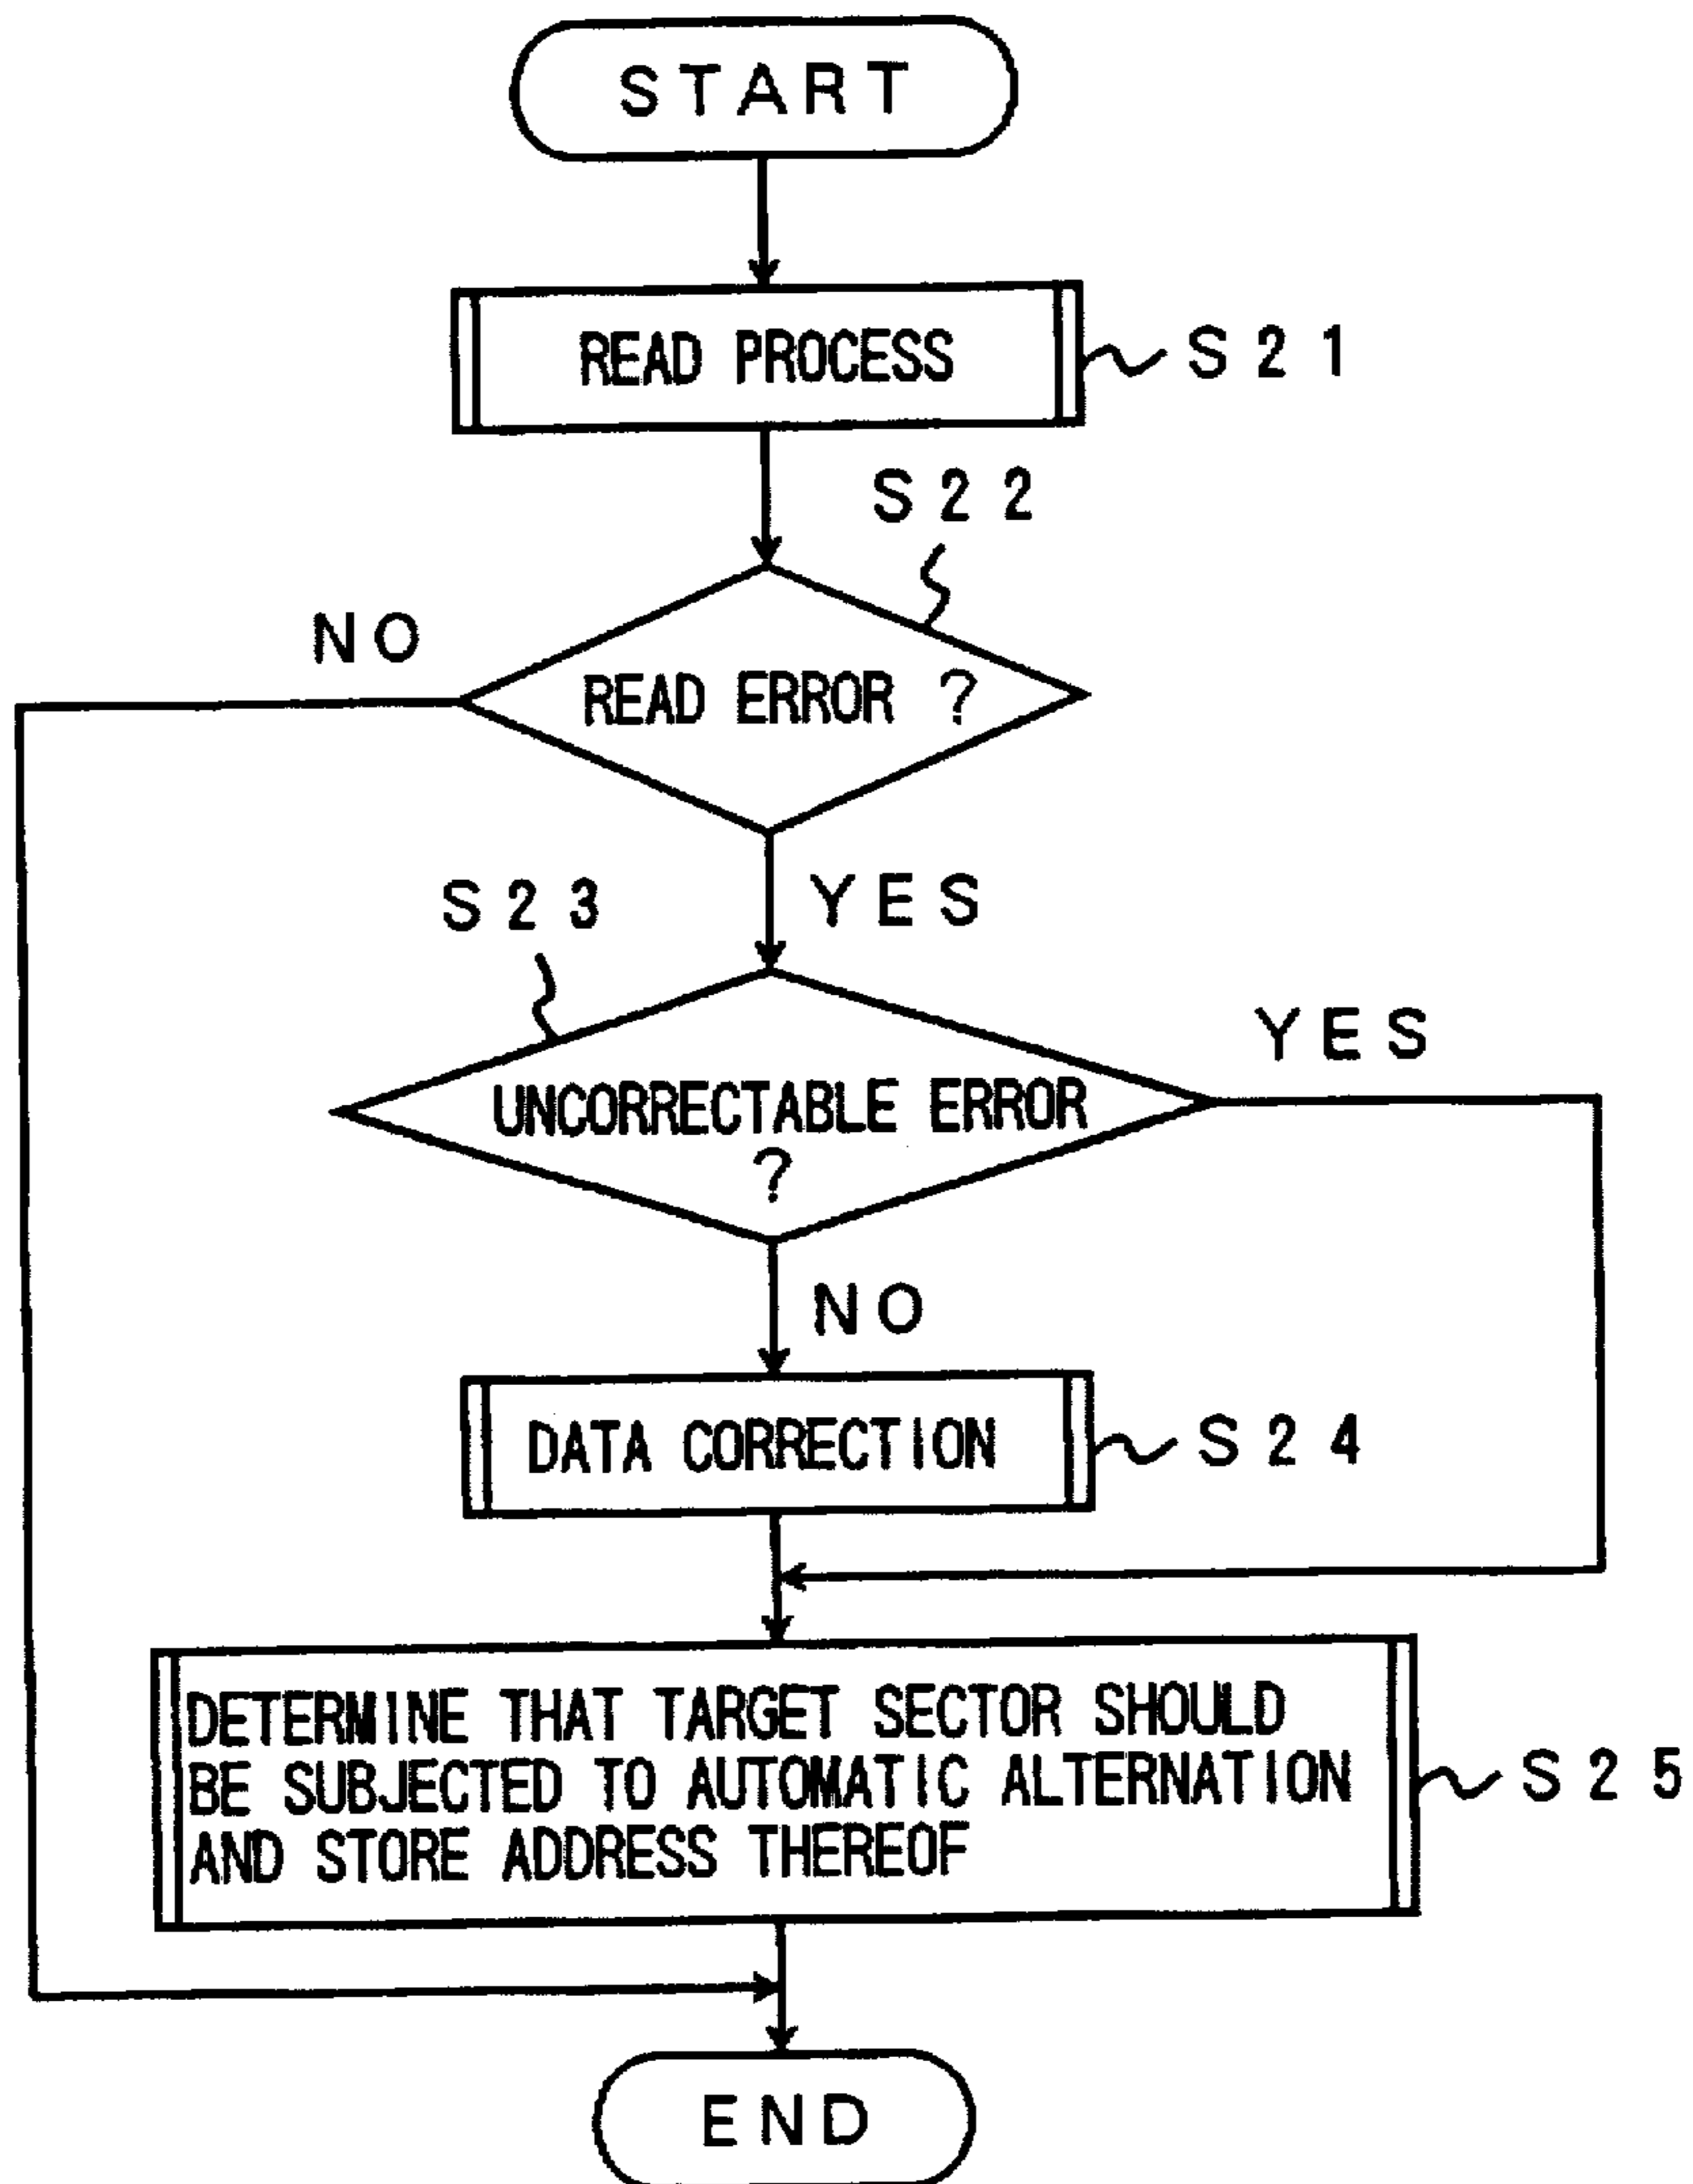 START
READ PROCESS
S21
S22
NO
READ ERROR ?
YES
S23
YES
UNCORRECTABLE ERROR
?
NO
DATA CORRECTION
S24
DETERMINE THAT TARGET SECTOR SHOULD
BE SUBJECTED TO AUTOMATIC ALTERNATION
AND STORE ADDRESS THEREOF
S25
END